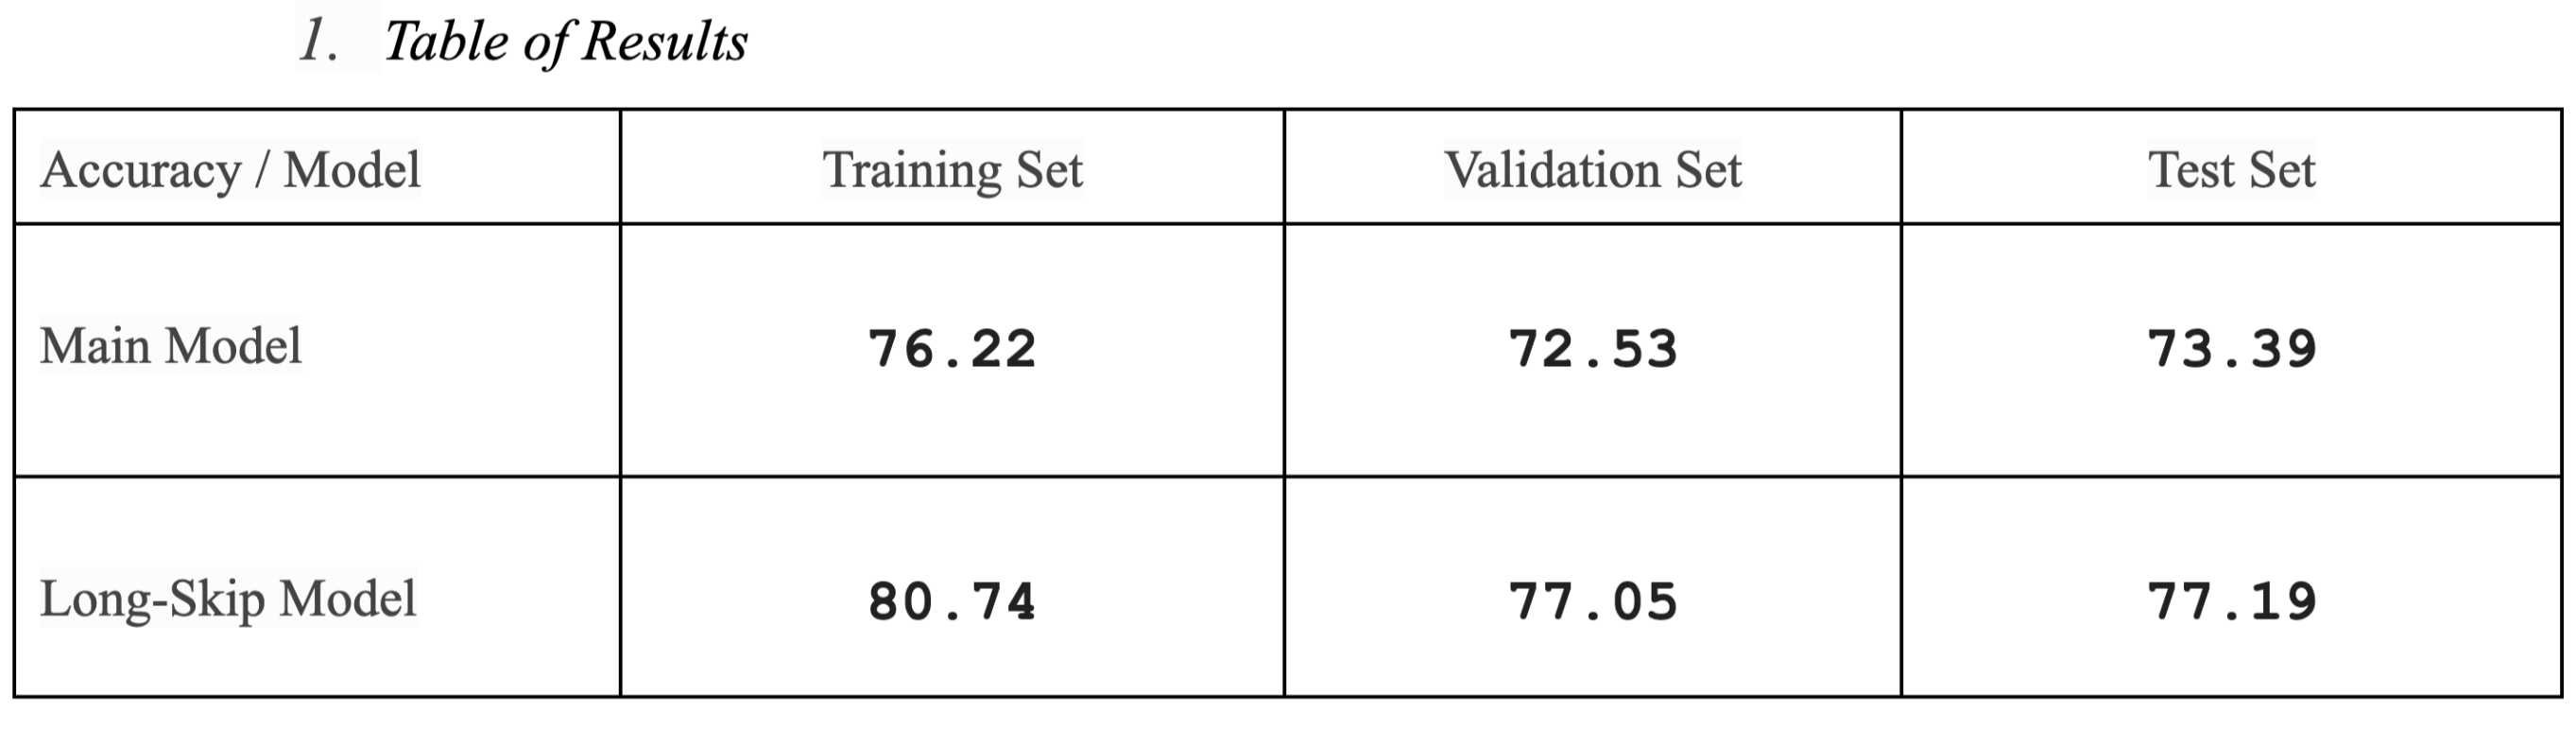 1. Table of Results
Accuracy / Model Training Set Validation Set Test Set
Main Model 76.22 72.53 73.39
Long-Skip Model 80.74 77.05 77.19